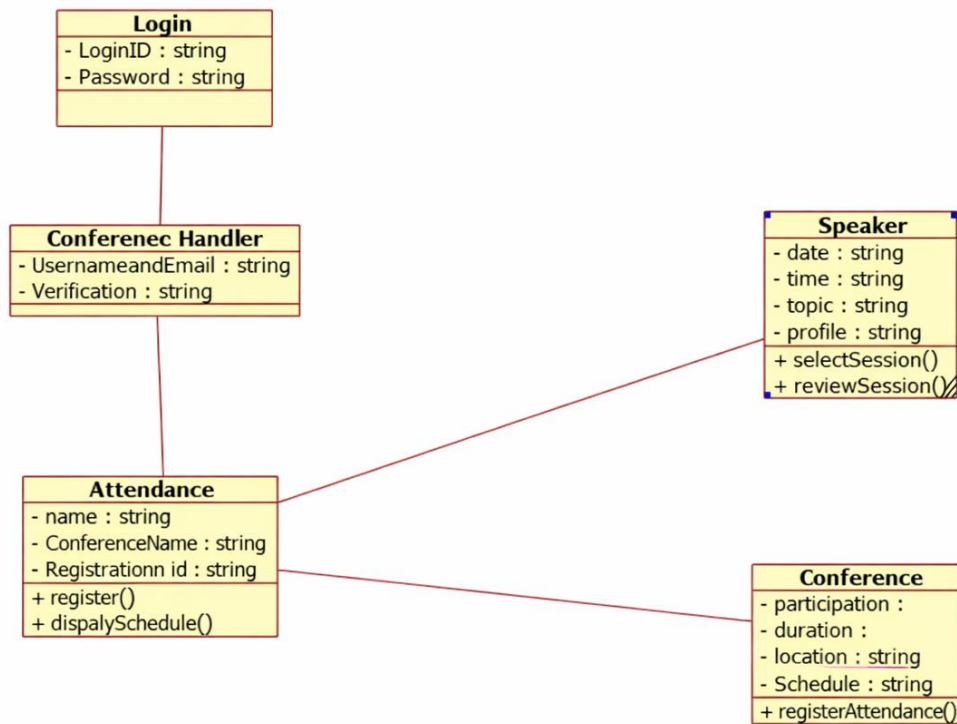 Login
- LoginID : string
- Password : string
Conferenec Handler
- UsernameandEmail : string
- Verification : string
Speaker
- date : string
- time : string
- topic : string
- profile : string
+ selectSession()
+ reviewSession()
Attendance
- name : string
- ConferenceName : string
- Registrationn id : string
+ register()
+ dispalySchedule()
Conference
- participation :
- duration :
- location : string
- Schedule : string
+ registerAttendance()